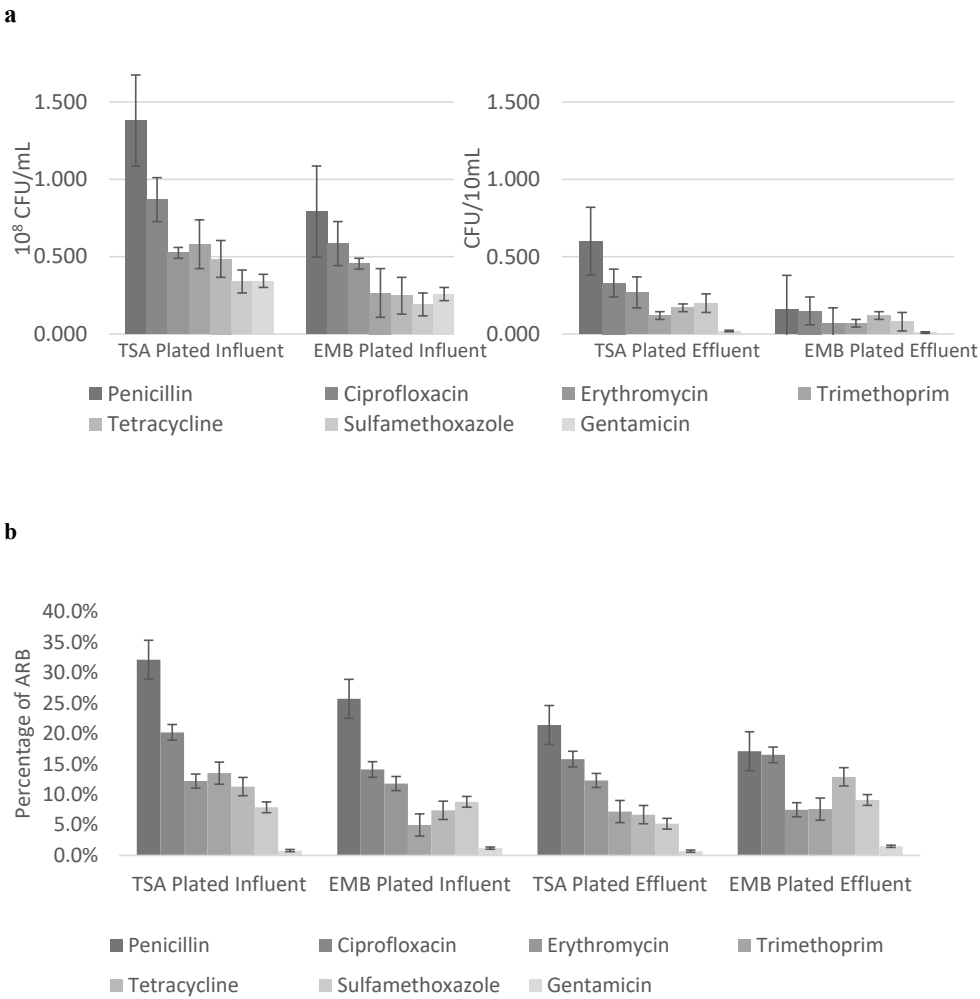 a
1.500
1.000
0.500
0.000
10⁸ CFU/mL
TSA Plated Influent EMB Plated Influent
1.500
1.000
0.500
0.000
CFU/10mL
TSA Plated Effluent EMB Plated Effluent
Penicillin Ciprofloxacin Erythromycin Trimethoprim
Tetracycline Sulfamethoxazole Gentamicin
b
40.0%
35.0%
30.0%
25.0%
20.0%
15.0%
10.0%
5.0%
0.0%
Percentage of ARB
TSA Plated Influent EMB Plated Influent TSA Plated Effluent EMB Plated Effluent
Penicillin Ciprofloxacin Erythromycin Trimethoprim
Tetracycline Sulfamethoxazole Gentamicin